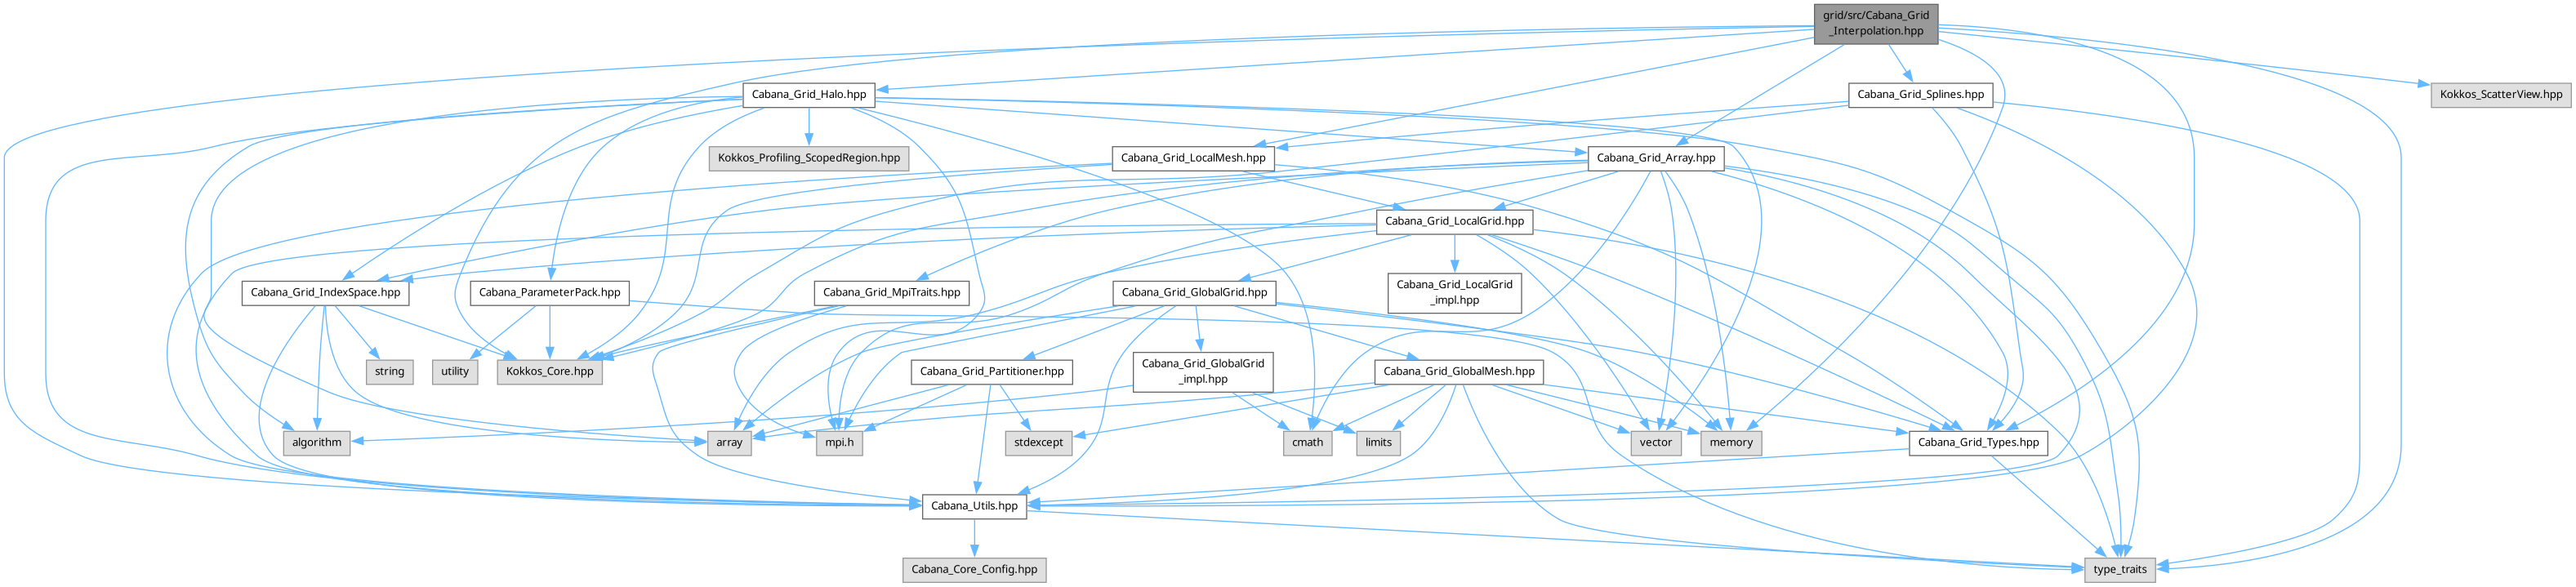 grid/src/Cabana_Grid
_Interpolation.hpp
Cabana_Grid_Halo.hpp
Cabana_Grid_Splines.hpp
Kokkos_ScatterView.hpp
Kokkos_Profiling_ScopedRegion.hpp
Cabana_Grid_LocalMesh.hpp
Cabana_Grid_Array.hpp
Cabana_Grid_LocalGrid.hpp
Cabana_Grid_IndexSpace.hpp
Cabana_ParameterPack.hpp
Cabana_Grid_MpiTraits.hpp
Cabana_Grid_GlobalGrid.hpp
Cabana_Grid_LocalGrid
_impl.hpp
string
utility
Kokkos_Core.hpp
Cabana_Grid_Partitioner.hpp
Cabana_Grid_GlobalGrid
_impl.hpp
Cabana_Grid_GlobalMesh.hpp
algorithm
array
mpi.h
stdexcept
cmath
limits
vector
memory
Cabana_Grid_Types.hpp
Cabana_Utils.hpp
Cabana_Core_Config.hpp
type_traits